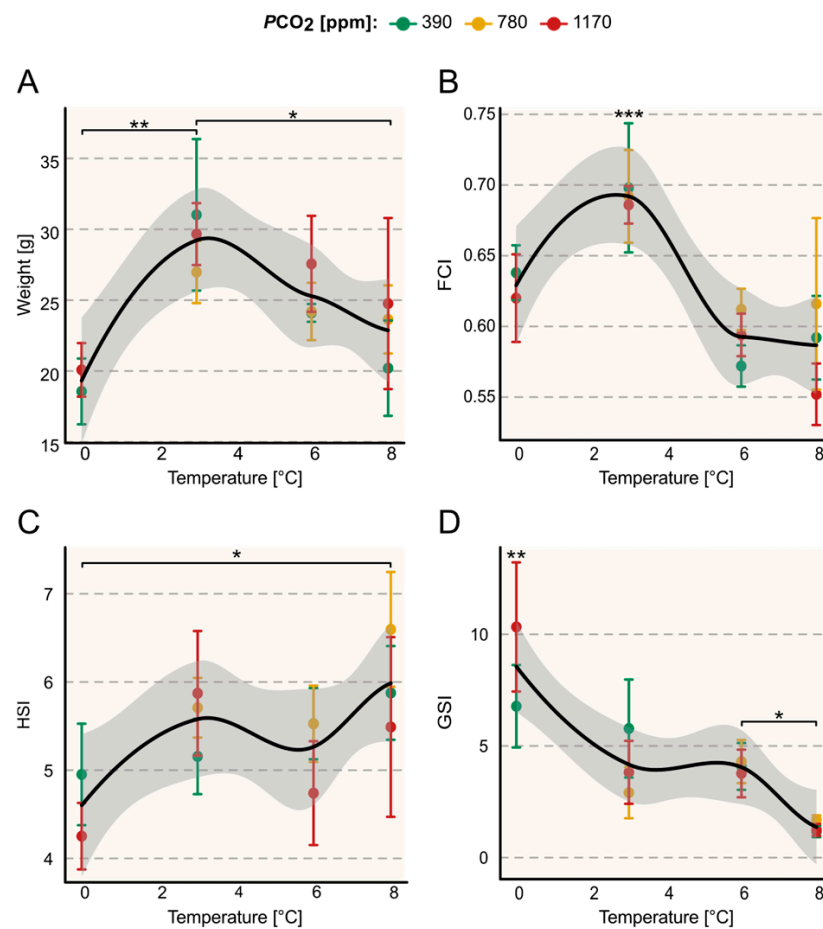 PCO2 [ppm]: 390 780 1170
A
Weight [g]
35
30
25
20
15
** *
0 2 4 6 8
Temperature [°C]
B
FCI
0.75
0.70
0.65
0.60
0.55
***
0 2 4 6 8
Temperature [°C]
C
HSI
7
6
5
4
*
0 2 4 6 8
Temperature [°C]
D
GSI
10
5
0
**
*
0 2 4 6 8
Temperature [°C]